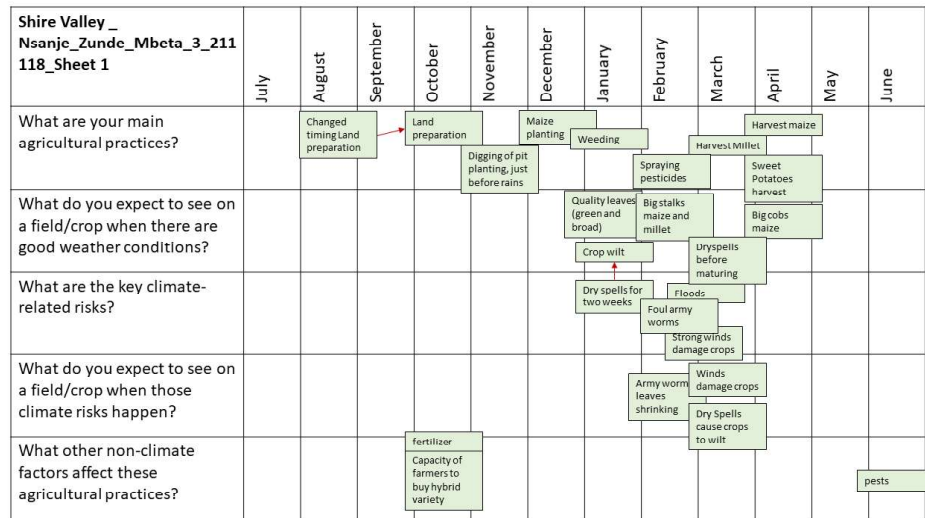 Shire Valley _
Nsanje_Zunde_Mbeta_3_211
118_Sheet 1
July
August
September
October
November
December
January
February
March
April
May
June
What are your main
agricultural practices?
Changed
timing Land
preparation
Land
preparation
Digging of pit
planting, just
before rains
Maize
planting
Weeding
Spraying
pesticides
Harvest Millet
Harvest maize
Sweet
Potatoes
harvest
What do you expect to see on
a field/crop when there are
good weather conditions?
Quality leaves
(green and
broad)
Big stalks
maize and
millet
Big cobs
maize
Crop wilt
Dryspells
before
maturing
What are the key climate-
related risks?
Dry spells for
two weeks
Floods
Foul army
worms
Strong winds
damage crops
What do you expect to see on
a field/crop when those
climate risks happen?
Army worm
leaves
shrinking
Winds
damage crops
Dry Spells
cause crops
to wilt
What other non-climate
factors affect these
agricultural practices?
fertilizer
Capacity of
farmers to
buy hybrid
variety
pests